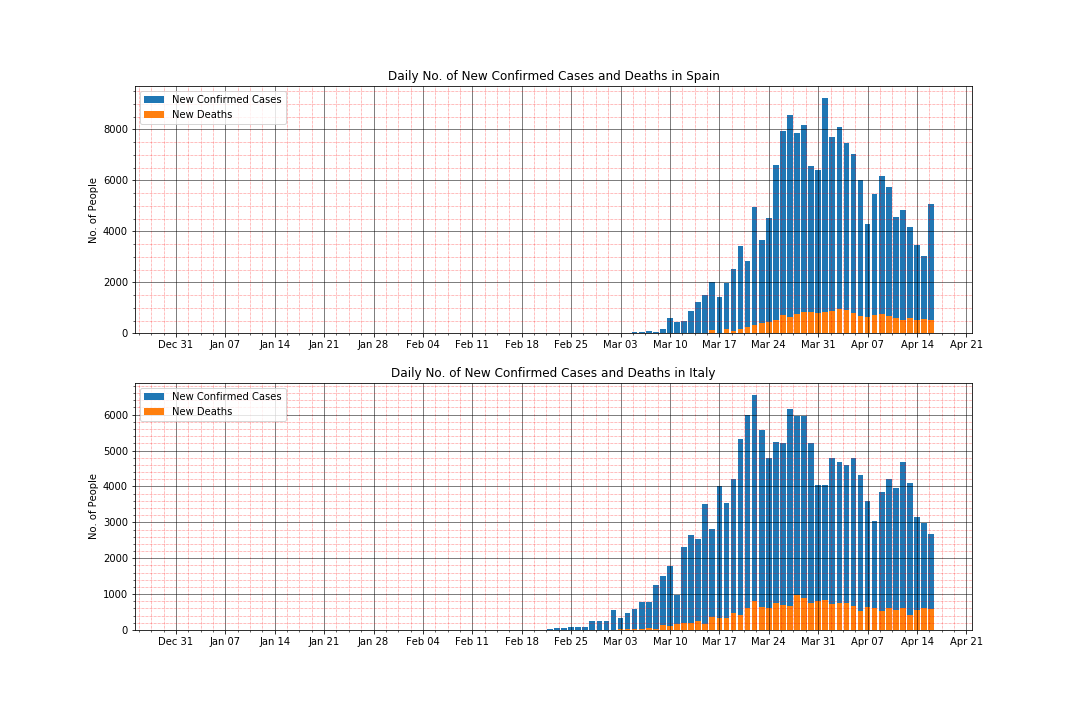 Daily No. of New Confirmed Cases and Deaths in Spain
New Confirmed Cases
New Deaths
No. of People
8000
6000
4000
2000
0
Dec 31 Jan 07 Jan 14 Jan 21 Jan 28 Feb 04 Feb 11 Feb 18 Feb 25 Mar 03 Mar 10 Mar 17 Mar 24 Mar 31 Apr 07 Apr 14 Apr 21
Daily No. of New Confirmed Cases and Deaths in Italy
New Confirmed Cases
New Deaths
No. of People
6000
5000
4000
3000
2000
1000
0
Dec 31 Jan 07 Jan 14 Jan 21 Jan 28 Feb 04 Feb 11 Feb 18 Feb 25 Mar 03 Mar 10 Mar 17 Mar 24 Mar 31 Apr 07 Apr 14 Apr 21